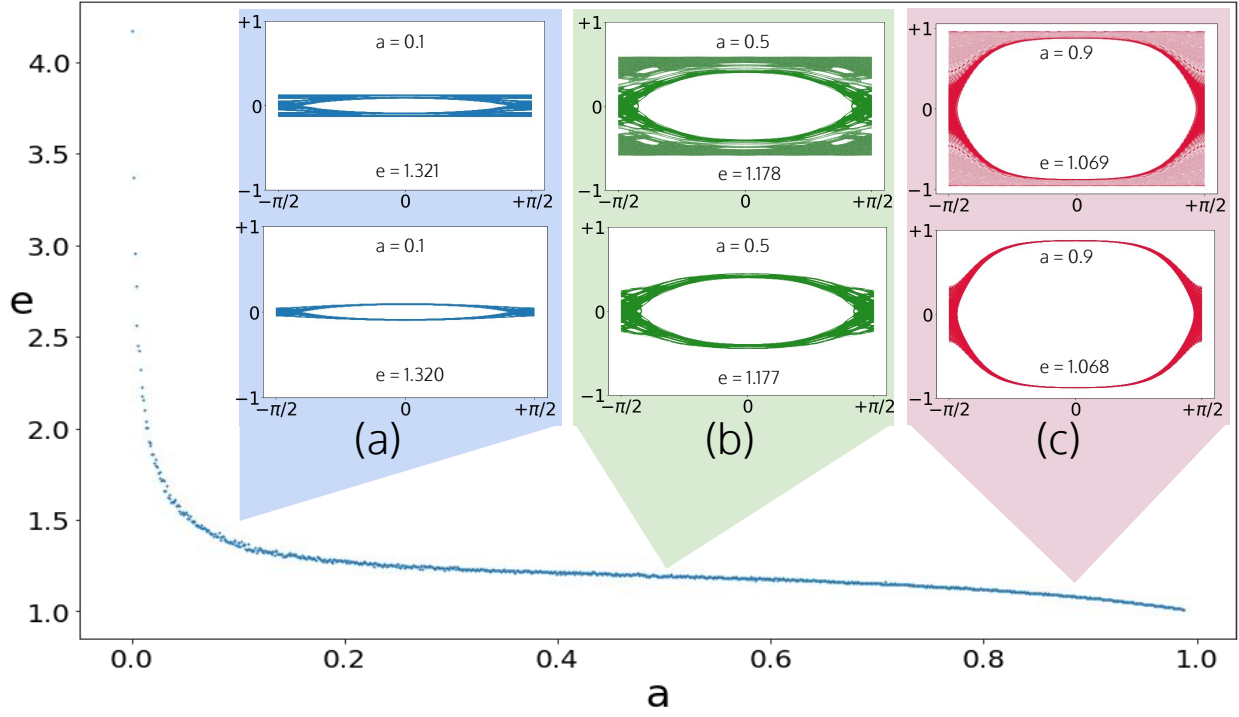 4.0
3.5
3.0
2.5
2.0
1.5
1.0
e
0.0 0.2 0.4 0.6 0.8 1.0
a
+1
0
−1
a = 0.1
e = 1.321
−π/2 0 +π/2
+1
0
−1
a = 0.1
e = 1.320
−π/2 0 +π/2
(a)
+1
0
−1
a = 0.5
e = 1.178
−π/2 0 +π/2
+1
0
−1
a = 0.5
e = 1.177
−π/2 0 +π/2
(b)
+1
0
−1
a = 0.9
e = 1.069
−π/2 0 +π/2
+1
0
−1
a = 0.9
e = 1.068
−π/2 0 +π/2
(c)